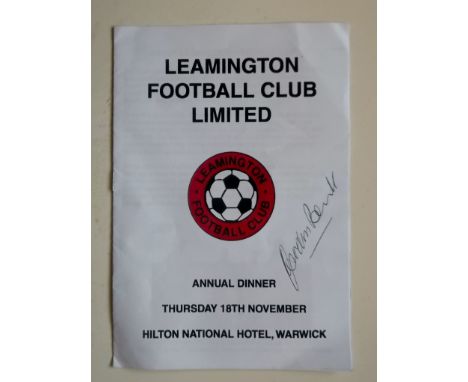 LEAMINGTON
FOOTBALL CLUB
LIMITED
LEAMINGTON
FOOTBALL CLUB
ANNUAL DINNER
THURSDAY 18TH NOVEMBER
HILTON NATIONAL HOTEL, WARWICK